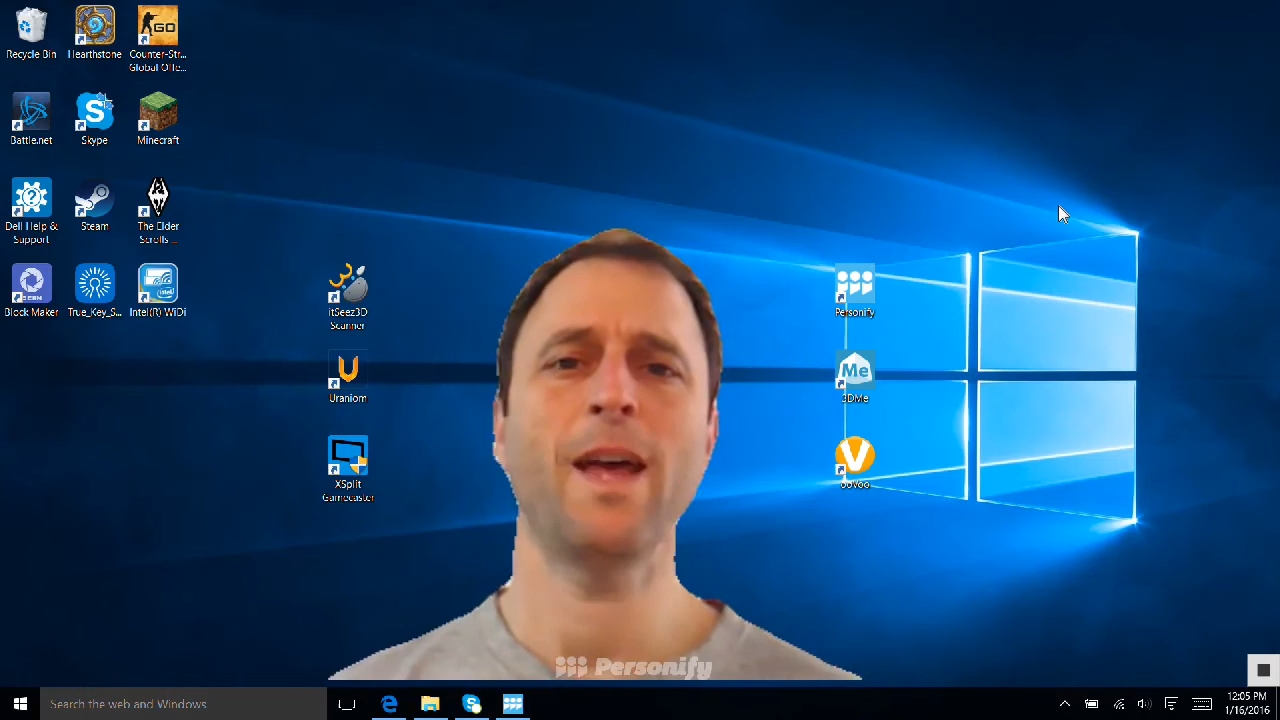 Recycle Bin
Hearthstone
Counter-Str...
Global Offe...
Battle.net
Skype
Minecraft
Dell Help &
Support
Steam
The Elder
Scrolls ...
Block Maker
True_Key_S...
Intel(R) WiDi
itSeez3D
Scanner
Personify
Uraniom
Me
3DMe
XSplit
Gamecaster
ooVoo
Personify
Search the web and Windows
12:05 PM
1/16/2016